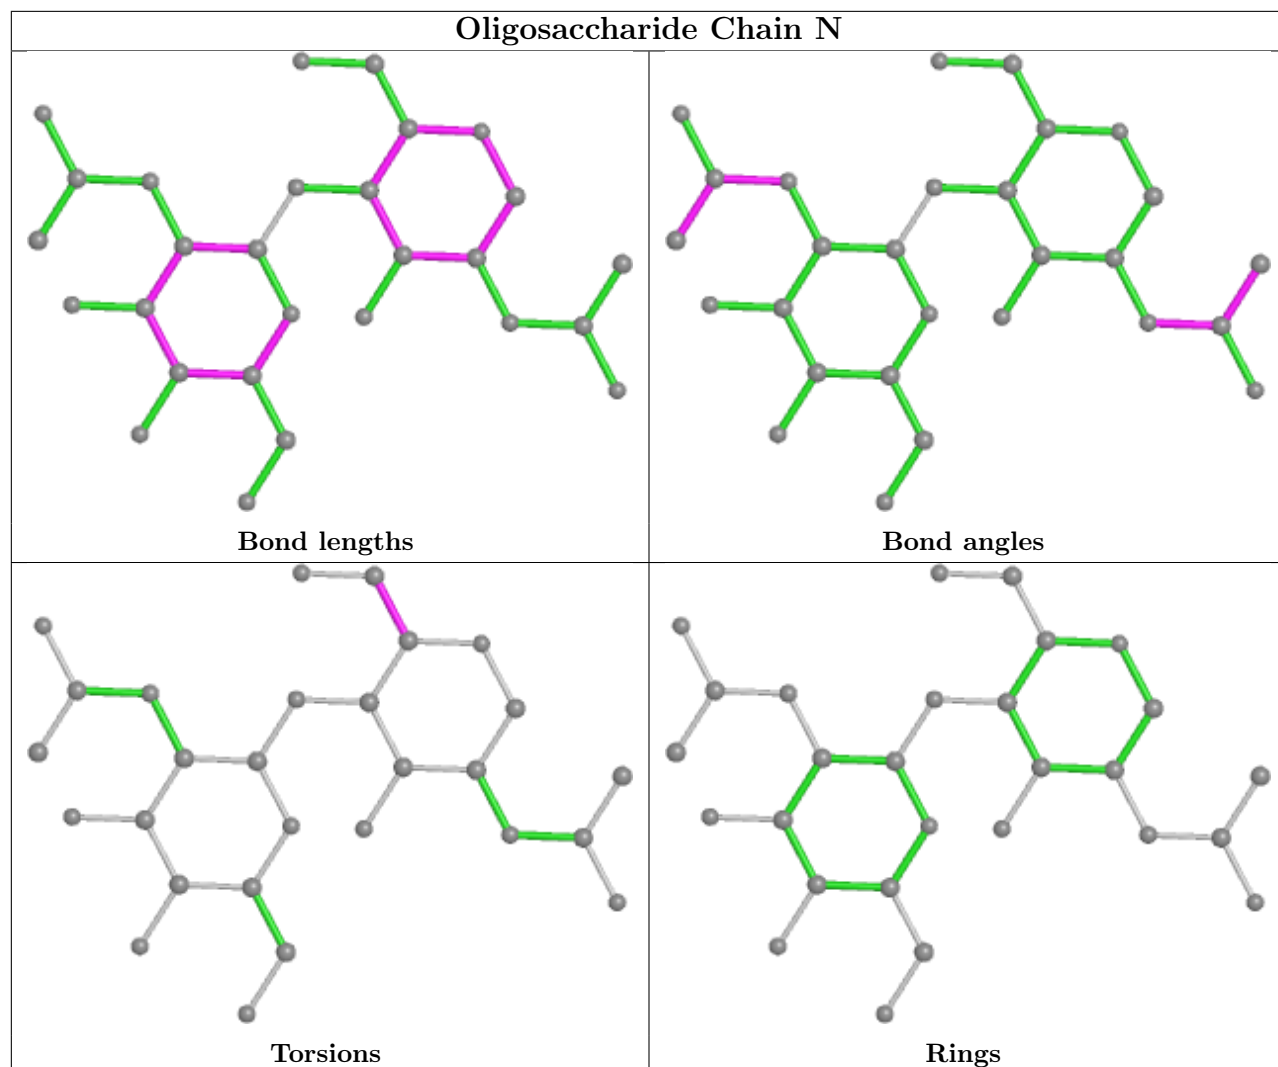 Oligosaccharide Chain N
Bond lengths
Bond angles
Torsions
Rings